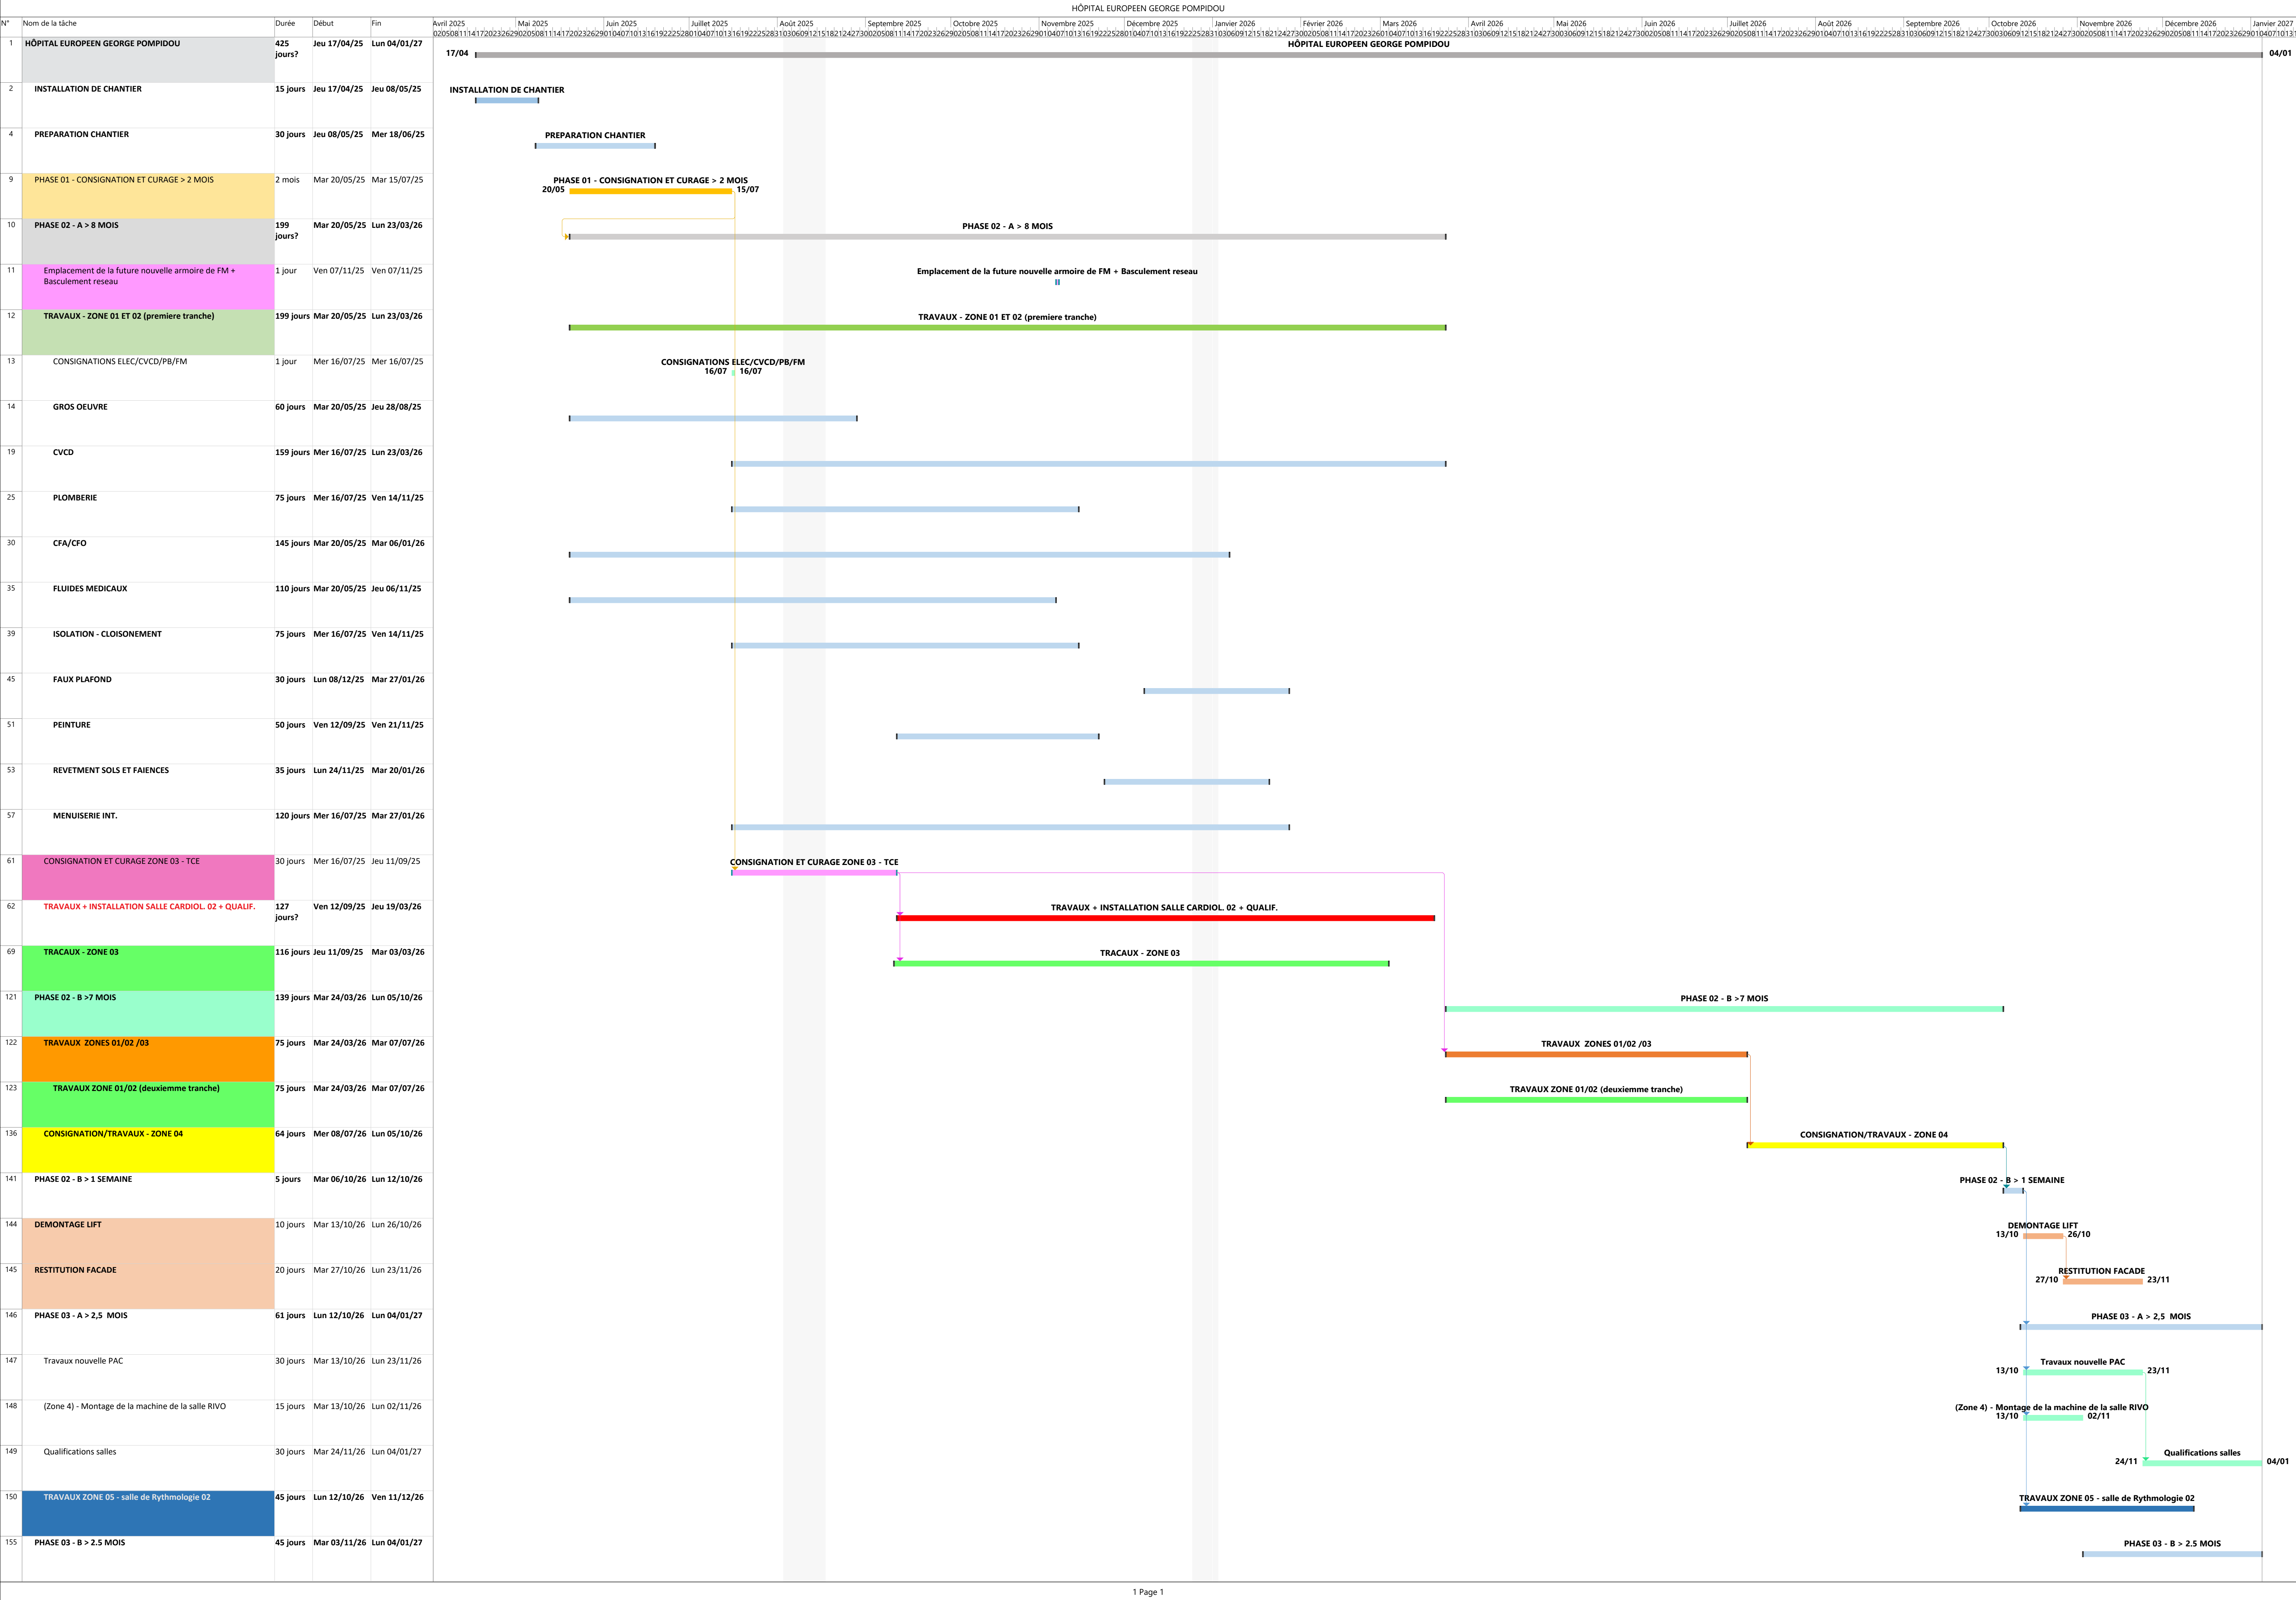 HÔPITAL EUROPEEN GEORGE POMPIDOU
N° Nom de la tâche Durée Début Fin Avril 2025 Mai 2025 Juin 2025 Juillet 2025 Août 2025 Septembre 2025 Octobre 2025 Novembre 2025 Décembre 2025 Janvier 2026 Février 2026 Mars 2026 Avril 2026 Mai 2026 Juin 2026 Juillet 2026 Août 2026 Septembre 2026 Octobre 2026 Novembre 2026 Décembre 2026 Janvier 2027
1 HÔPITAL EUROPEEN GEORGE POMPIDOU 425 jours? Jeu 17/04/25 Lun 04/01/27
HÔPITAL EUROPEEN GEORGE POMPIDOU
17/04 04/01
2 INSTALLATION DE CHANTIER 15 jours Jeu 17/04/25 Jeu 08/05/25
INSTALLATION DE CHANTIER
4 PREPARATION CHANTIER 30 jours Jeu 08/05/25 Mer 18/06/25
PREPARATION CHANTIER
9 PHASE 01 - CONSIGNATION ET CURAGE > 2 MOIS 2 mois Mar 20/05/25 Mar 15/07/25
PHASE 01 - CONSIGNATION ET CURAGE > 2 MOIS
20/05 15/07
10 PHASE 02 - A > 8 MOIS 199 jours? Mar 20/05/25 Lun 23/03/26
PHASE 02 - A > 8 MOIS
11 Emplacement de la future nouvelle armoire de FM + Basculement reseau 1 jour Ven 07/11/25 Ven 07/11/25
Emplacement de la future nouvelle armoire de FM + Basculement reseau
12 TRAVAUX - ZONE 01 ET 02 (premiere tranche) 199 jours Mar 20/05/25 Lun 23/03/26
TRAVAUX - ZONE 01 ET 02 (premiere tranche)
13 CONSIGNATIONS ELEC/CVCD/PB/FM 1 jour Mer 16/07/25 Mer 16/07/25
CONSIGNATIONS ELEC/CVCD/PB/FM
16/07 16/07
14 GROS OEUVRE 60 jours Mar 20/05/25 Jeu 28/08/25
19 CVCD 159 jours Mer 16/07/25 Lun 23/03/26
25 PLOMBERIE 75 jours Mer 16/07/25 Ven 14/11/25
30 CFA/CFO 145 jours Mar 20/05/25 Mar 06/01/26
35 FLUIDES MEDICAUX 110 jours Mar 20/05/25 Jeu 06/11/25
39 ISOLATION - CLOISONEMENT 75 jours Mer 16/07/25 Ven 14/11/25
45 FAUX PLAFOND 30 jours Lun 08/12/25 Mar 27/01/26
51 PEINTURE 50 jours Ven 12/09/25 Ven 21/11/25
53 REVETMENT SOLS ET FAIENCES 35 jours Lun 24/11/25 Mar 20/01/26
57 MENUISERIE INT. 120 jours Mer 16/07/25 Mar 27/01/26
61 CONSIGNATION ET CURAGE ZONE 03 - TCE 30 jours Mer 16/07/25 Jeu 11/09/25
CONSIGNATION ET CURAGE ZONE 03 - TCE
62 TRAVAUX + INSTALLATION SALLE CARDIOL. 02 + QUALIF. 127 jours? Ven 12/09/25 Jeu 19/03/26
TRAVAUX + INSTALLATION SALLE CARDIOL. 02 + QUALIF.
69 TRACAUX - ZONE 03 116 jours Jeu 11/09/25 Mar 03/03/26
TRACAUX - ZONE 03
121 PHASE 02 - B >7 MOIS 139 jours Mar 24/03/26 Lun 05/10/26
PHASE 02 - B >7 MOIS
122 TRAVAUX ZONES 01/02 /03 75 jours Mar 24/03/26 Mar 07/07/26
TRAVAUX ZONES 01/02 /03
123 TRAVAUX ZONE 01/02 (deuxiemme tranche) 75 jours Mar 24/03/26 Mar 07/07/26
TRAVAUX ZONE 01/02 (deuxiemme tranche)
136 CONSIGNATION/TRAVAUX - ZONE 04 64 jours Mer 08/07/26 Lun 05/10/26
CONSIGNATION/TRAVAUX - ZONE 04
141 PHASE 02 - B > 1 SEMAINE 5 jours Mar 06/10/26 Lun 12/10/26
PHASE 02 - B > 1 SEMAINE
144 DEMONTAGE LIFT 10 jours Mar 13/10/26 Lun 26/10/26
DEMONTAGE LIFT
13/10 26/10
145 RESTITUTION FACADE 20 jours Mar 27/10/26 Lun 23/11/26
RESTITUTION FACADE
27/10 23/11
146 PHASE 03 - A > 2,5 MOIS 61 jours Lun 12/10/26 Lun 04/01/27
PHASE 03 - A > 2,5 MOIS
147 Travaux nouvelle PAC 30 jours Mar 13/10/26 Lun 23/11/26
Travaux nouvelle PAC
13/10 23/11
148 (Zone 4) - Montage de la machine de la salle RIVO 15 jours Mar 13/10/26 Lun 02/11/26
(Zone 4) - Montage de la machine de la salle RIVO
13/10 02/11
149 Qualifications salles 30 jours Mar 24/11/26 Lun 04/01/27
Qualifications salles
24/11 04/01
150 TRAVAUX ZONE 05 - salle de Rythmologie 02 45 jours Lun 12/10/26 Ven 11/12/26
TRAVAUX ZONE 05 - salle de Rythmologie 02
155 PHASE 03 - B > 2.5 MOIS 45 jours Mar 03/11/26 Lun 04/01/27
PHASE 03 - B > 2.5 MOIS
1 Page 1